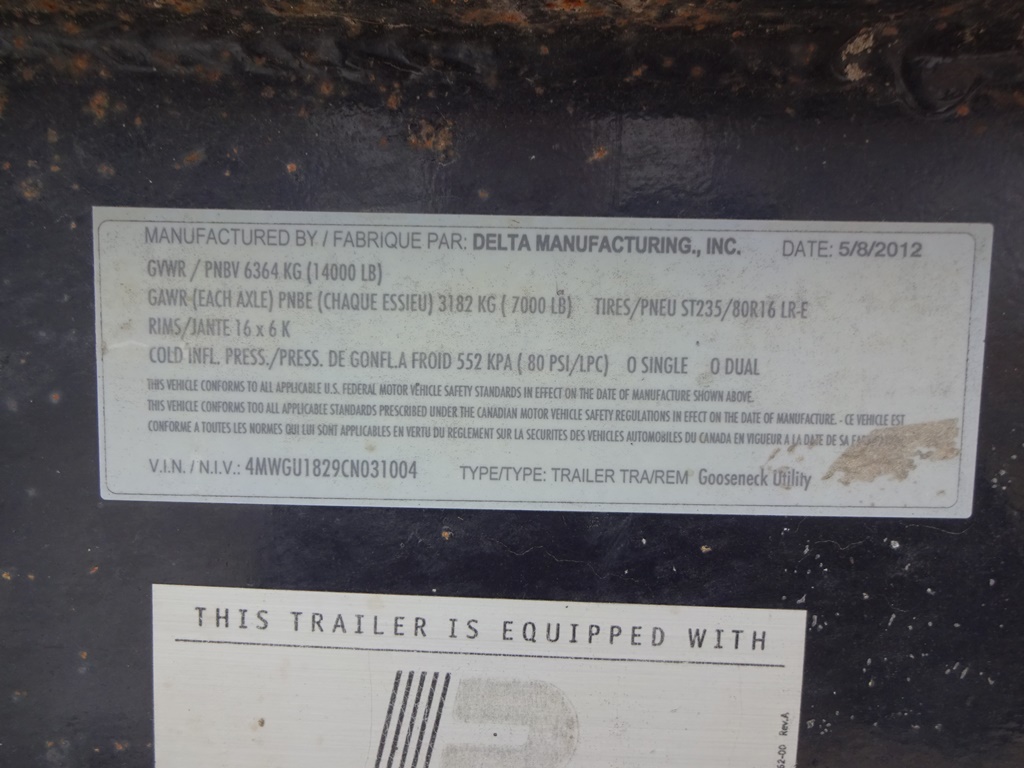 MANUFACTURED BY / FABRIQUE PAR: DELTA MANUFACTURING., INC. DATE: 5/8/2012
GVWR / PNBV 6364 KG (14000 LB)
GAWR (EACH AXLE) PNBE (CHAQUE ESSIEU) 3182 KG ( 7000 LB) TIRES/PNEU ST235/80R16 LR-E
RIMS/JANTE 16 x 6 K
COLD INFL. PRESS./PRESS. DE GONFL.A FROID 552 KPA ( 80 PSI/LPC) O SINGLE O DUAL
THIS VEHICLE CONFORMS TO ALL APPLICABLE U.S. FEDERAL MOTOR VEHICLE SAFETY STANDARDS IN EFFECT ON THE DATE OF MANUFACTURE SHOWN ABOVE.
THIS VEHICLE CONFORMS TOO ALL APPLICABLE STANDARDS PRESCRIBED UNDER THE CANADIAN MOTOR VEHICLE SAFETY REGULATIONS IN EFFECT ON THE DATE OF MANUFACTURE. - CE VEHICLE EST
CONFORME A TOUTES LES NORMES QUI LUI SONT APPLICABLES EN VERTU DU REGLEMENT SUR LA SECURITES DES VEHICLES AUTOMOBILES DU CANADA EN VIGUEUR A LA DATE DE SA
V.I.N. / N.I.V.: 4MWGU1829CN031004 TYPE/TYPE: TRAILER TRA/REM Gooseneck Utility
THIS TRAILER IS EQUIPPED WITH
62-00 Rev.A